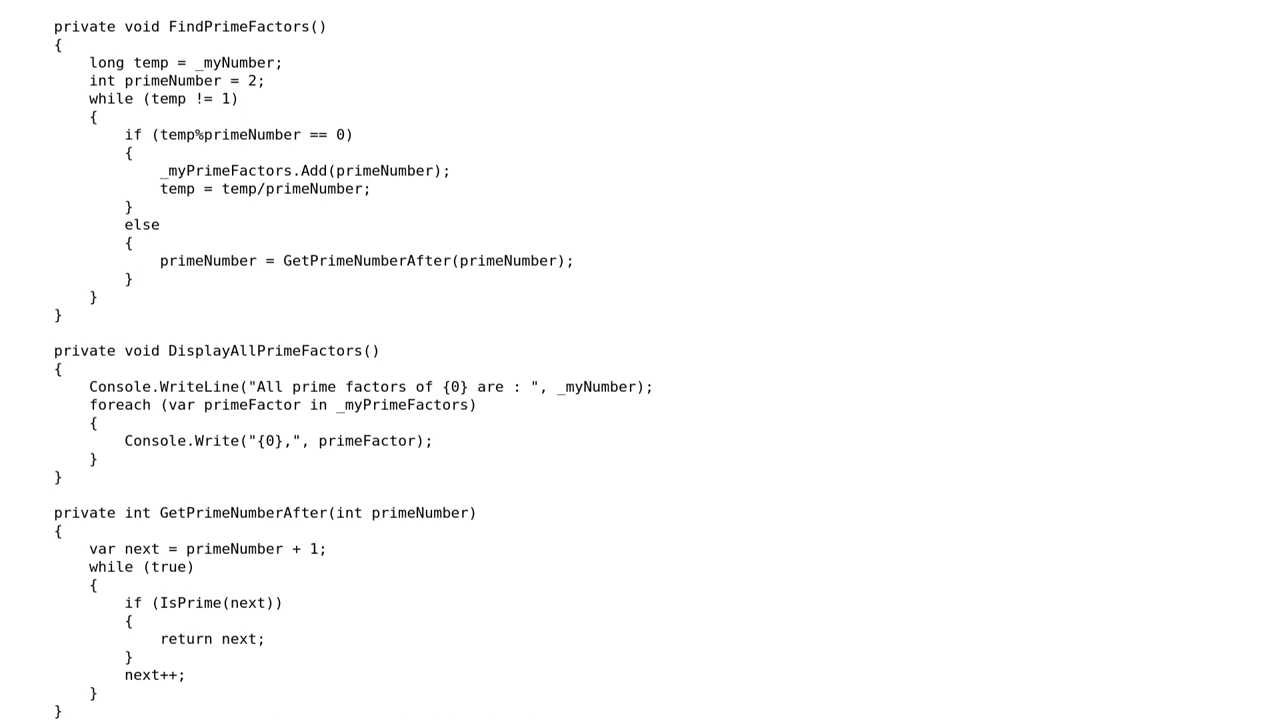 private void FindPrimeFactors()
{
    long temp = _myNumber;
    int primeNumber = 2;
    while (temp != 1)
    {
        if (temp%primeNumber == 0)
        {
            _myPrimeFactors.Add(primeNumber);
            temp = temp/primeNumber;
        }
        else
        {
            primeNumber = GetPrimeNumberAfter(primeNumber);
        }
    }
}

private void DisplayAllPrimeFactors()
{
    Console.WriteLine("All prime factors of {0} are : ", _myNumber);
    foreach (var primeFactor in _myPrimeFactors)
    {
        Console.Write("{0},", primeFactor);
    }
}

private int GetPrimeNumberAfter(int primeNumber)
{
    var next = primeNumber + 1;
    while (true)
    {
        if (IsPrime(next))
        {
            return next;
        }
        next++;
    }
}